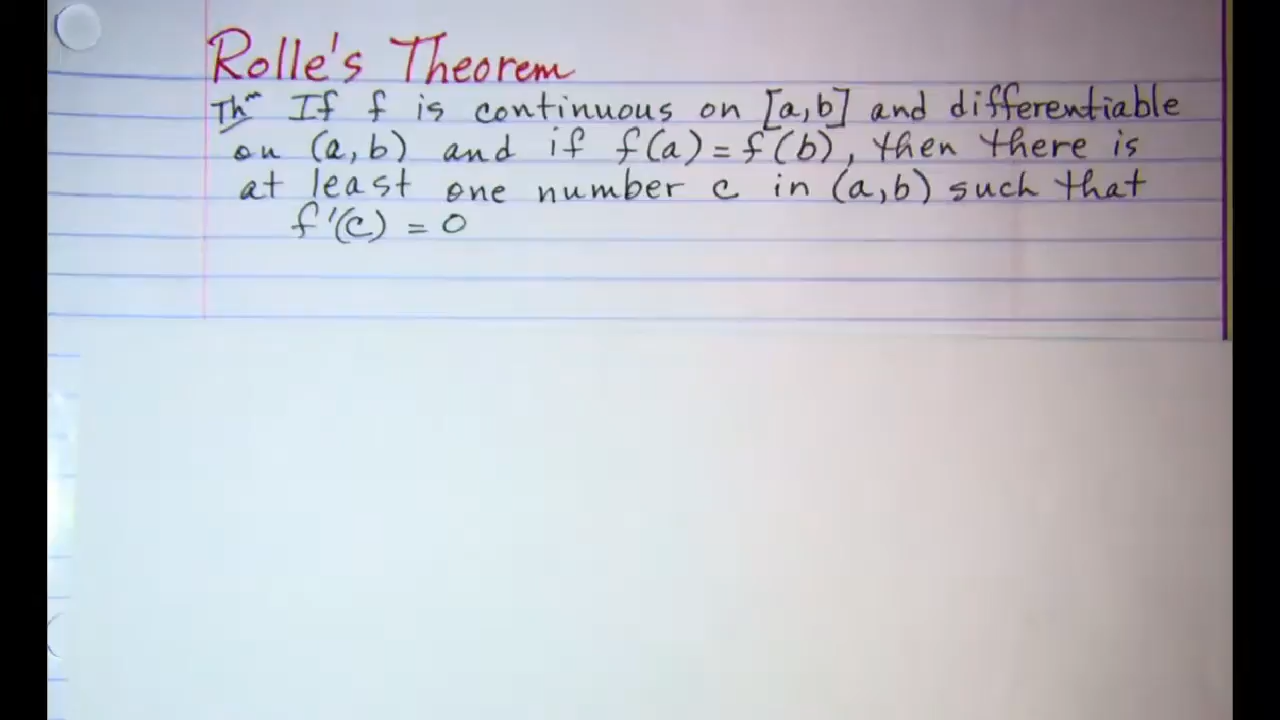 Rolle's Theorem
Thᵐ If f is continuous on [a,b] and differentiable
on (a,b) and if f(a) = f(b), then there is
at least one number c in (a,b) such that
f'(c) = 0